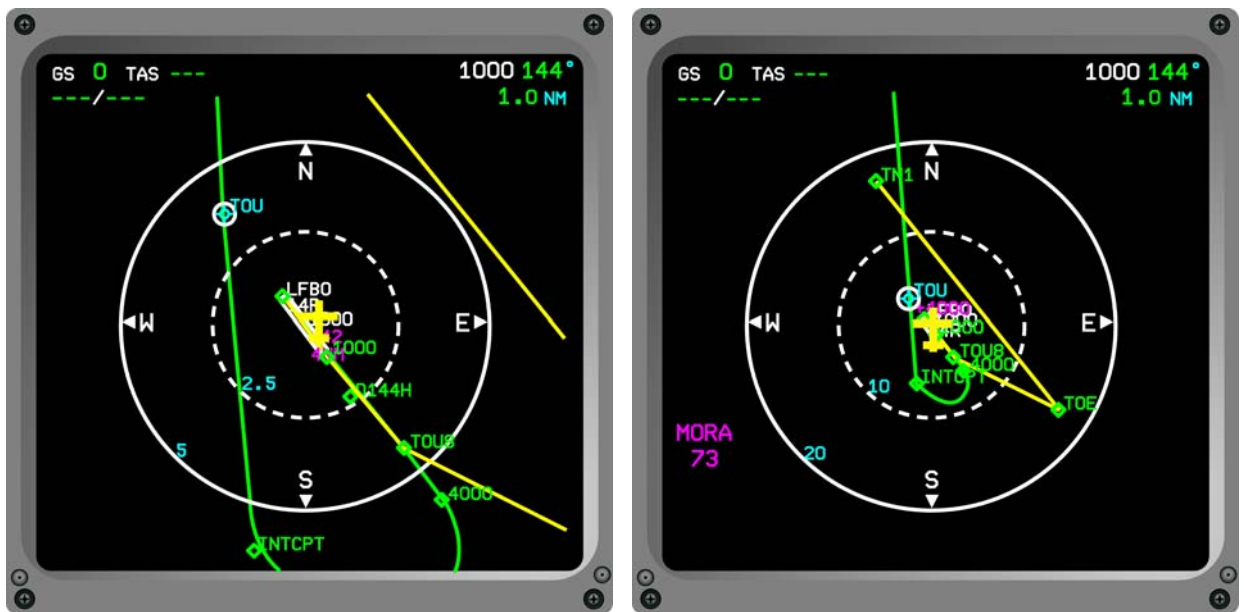 GS 0 TAS ---
1000 144°
---/---
1.0 NM
N
TOU
LFBO
1000
W
E
2.5
D144H
TOU8
5
S
4000
INTCPT
GS 0 TAS ---
1000 144°
---/---
1.0 NM
TN1
N
TOU
W
E
TOU8
4000
INTCPT
10
TOE
MORA
73
20
S